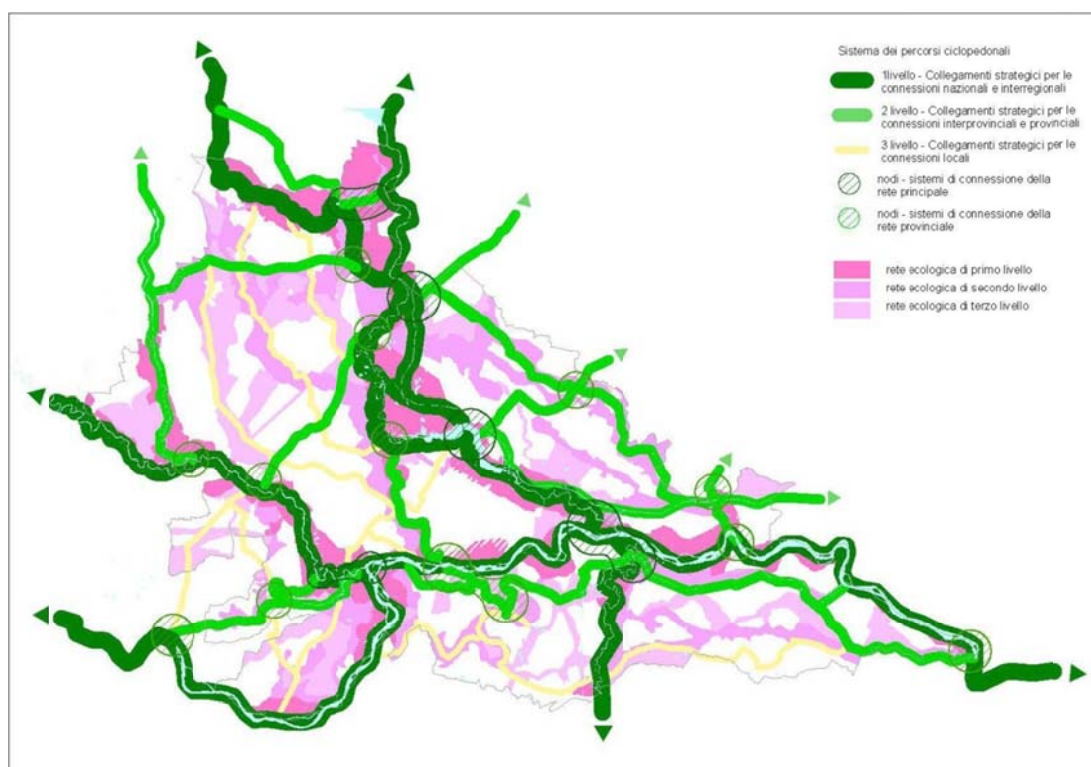 Sistema dei percorsi ciclopedonali
1livello - Collegamenti strategici per le
connessioni nazionali e interregionali
2 livello - Collegamenti strategici per le
connessioni interprovinciali e provinciali
3 livello - Collegamenti strategici per le
connessioni locali
nodi - sistemi di connessione della
rete principale
nodi - sistemi di connessione della
rete provinciale
rete ecologica di primo livello
rete ecologica di secondo livello
rete ecologica di terzo livello